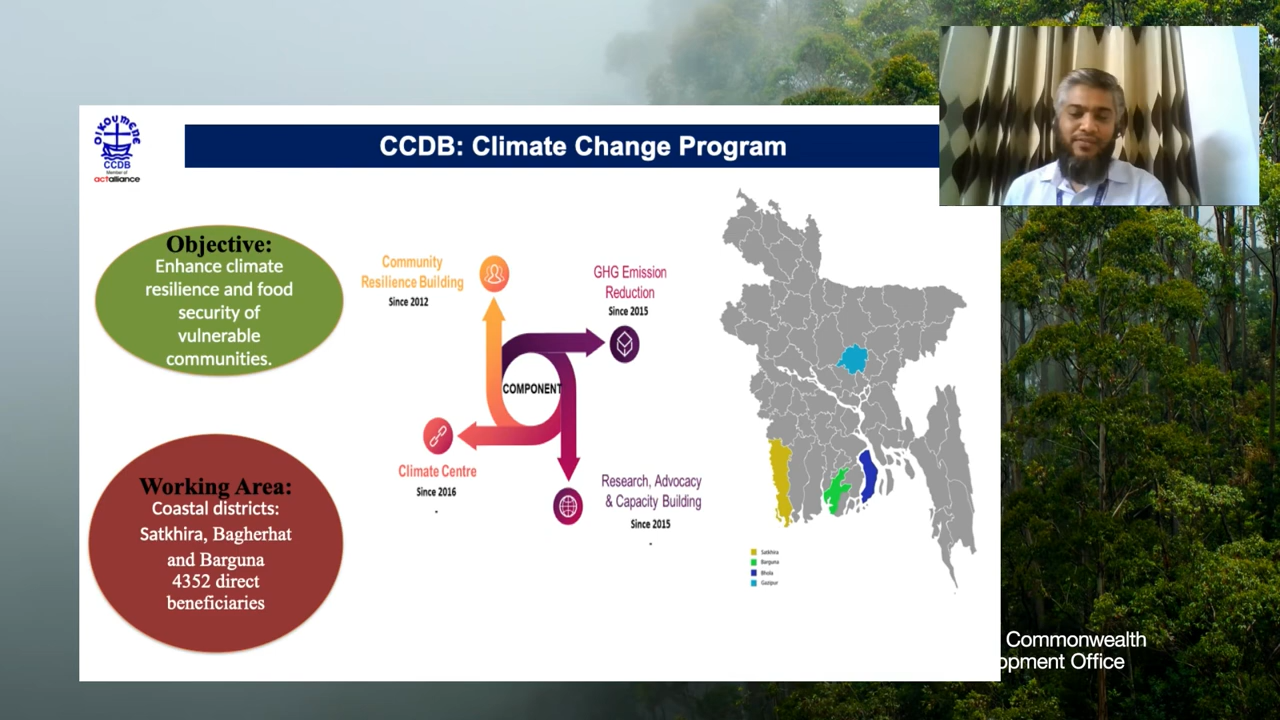 OIKOUMENE
CCDB
Member of
actalliance
CCDB: Climate Change Program
Objective:
Enhance climate
resilience and food
security of
vulnerable
communities.
Working Area:
Coastal districts:
Satkhira, Bagherhat
and Barguna
4352 direct
beneficiaries
Community
Resilience Building
Since 2012
GHG Emission
Reduction
Since 2015
COMPONENT
Climate Centre
Since 2016
Research, Advocacy
& Capacity Building
Since 2015
Satkhira
Barguna
Bhola
Gazipur
Commonwealth
opment Office